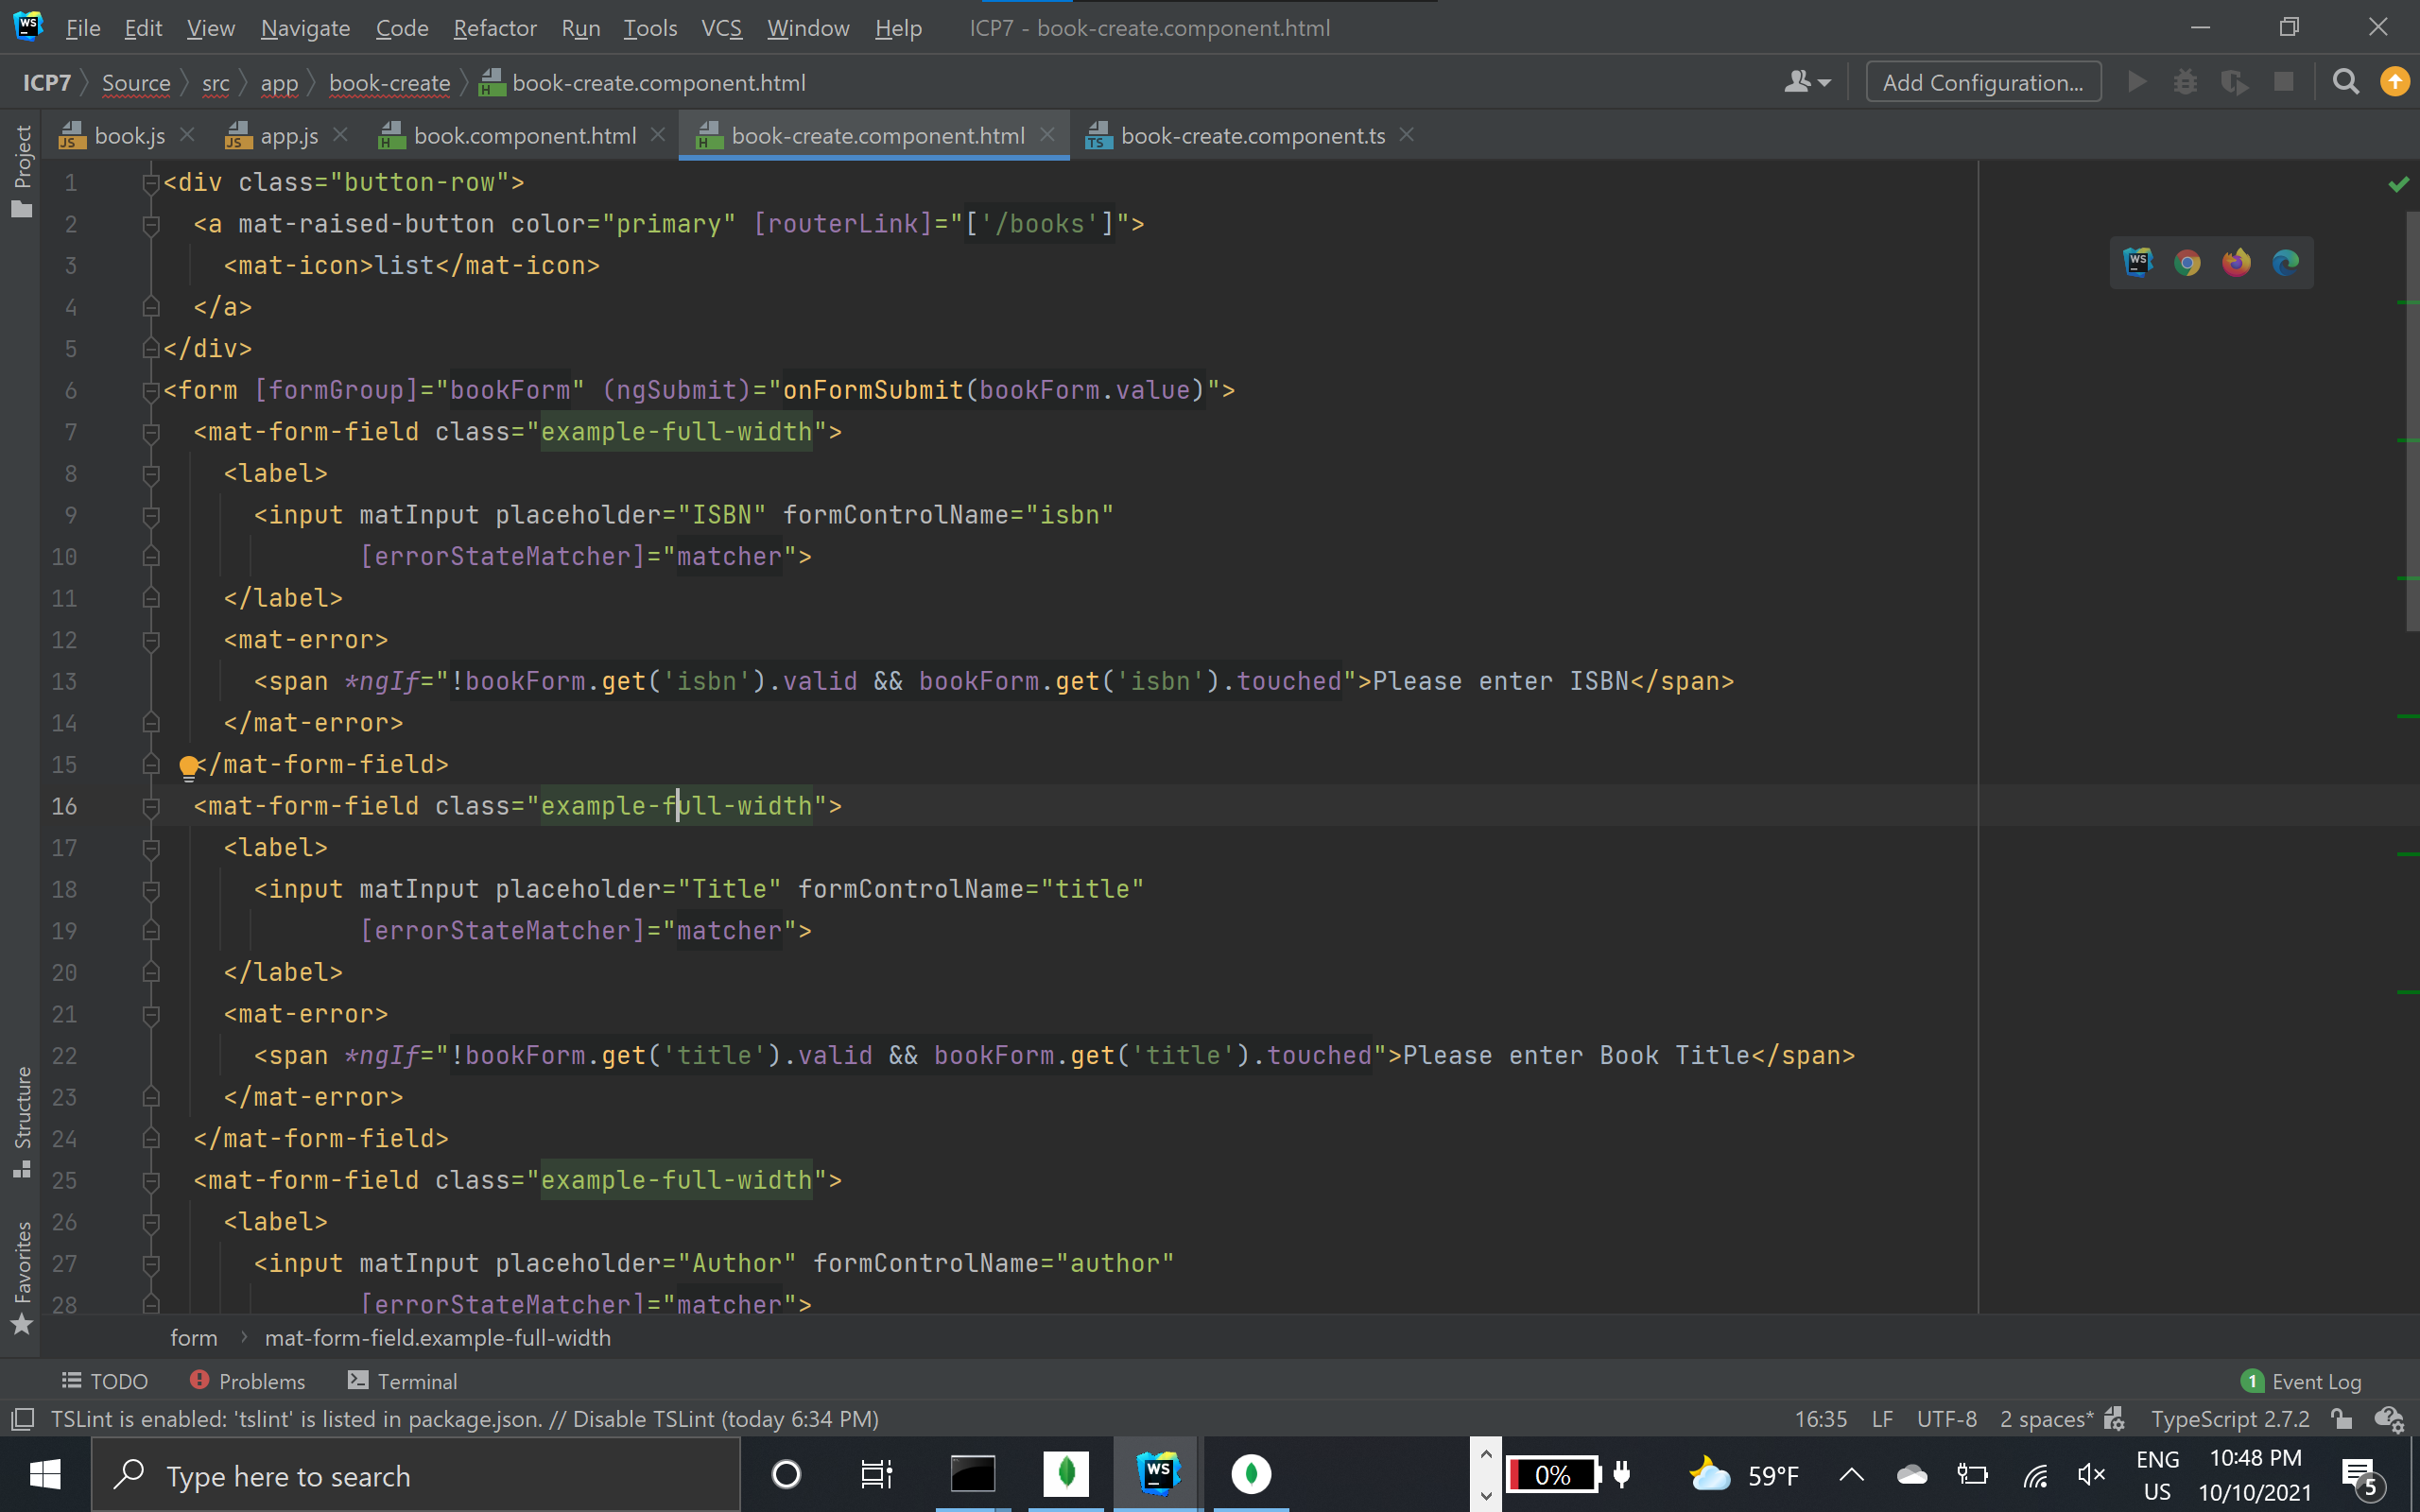 WS File Edit View Navigate Code Refactor Run Tools VCS Window Help ICP7 - book-create.component.html
ICP7 Source src app book-create book-create.component.html Add Configuration...
book.js app.js book.component.html book-create.component.html book-create.component.ts
Project
1 <div class="button-row">
2 <a mat-raised-button color="primary" [routerLink]="['/books']">
3 <mat-icon>list</mat-icon>
4 </a>
5 </div>
6 <form [formGroup]="bookForm" (ngSubmit)="onFormSubmit(bookForm.value)">
7 <mat-form-field class="example-full-width">
8 <label>
9 <input matInput placeholder="ISBN" formControlName="isbn"
10 [errorStateMatcher]="matcher">
11 </label>
12 <mat-error>
13 <span *ngIf="!bookForm.get('isbn').valid && bookForm.get('isbn').touched">Please enter ISBN</span>
14 </mat-error>
15 </mat-form-field>
16 <mat-form-field class="example-full-width">
17 <label>
18 <input matInput placeholder="Title" formControlName="title"
19 [errorStateMatcher]="matcher">
20 </label>
21 <mat-error>
22 <span *ngIf="!bookForm.get('title').valid && bookForm.get('title').touched">Please enter Book Title</span>
23 </mat-error>
24 </mat-form-field>
25 <mat-form-field class="example-full-width">
26 <label>
27 <input matInput placeholder="Author" formControlName="author"
28 [errorStateMatcher]="matcher">
Structure
Favorites
form mat-form-field.example-full-width
TODO Problems Terminal 1 Event Log
TSLint is enabled: 'tslint' is listed in package.json. // Disable TSLint (today 6:34 PM) 16:35 LF UTF-8 2 spaces* TypeScript 2.7.2
Type here to search WS 0% 59°F ENG US 10:48 PM 10/10/2021 5